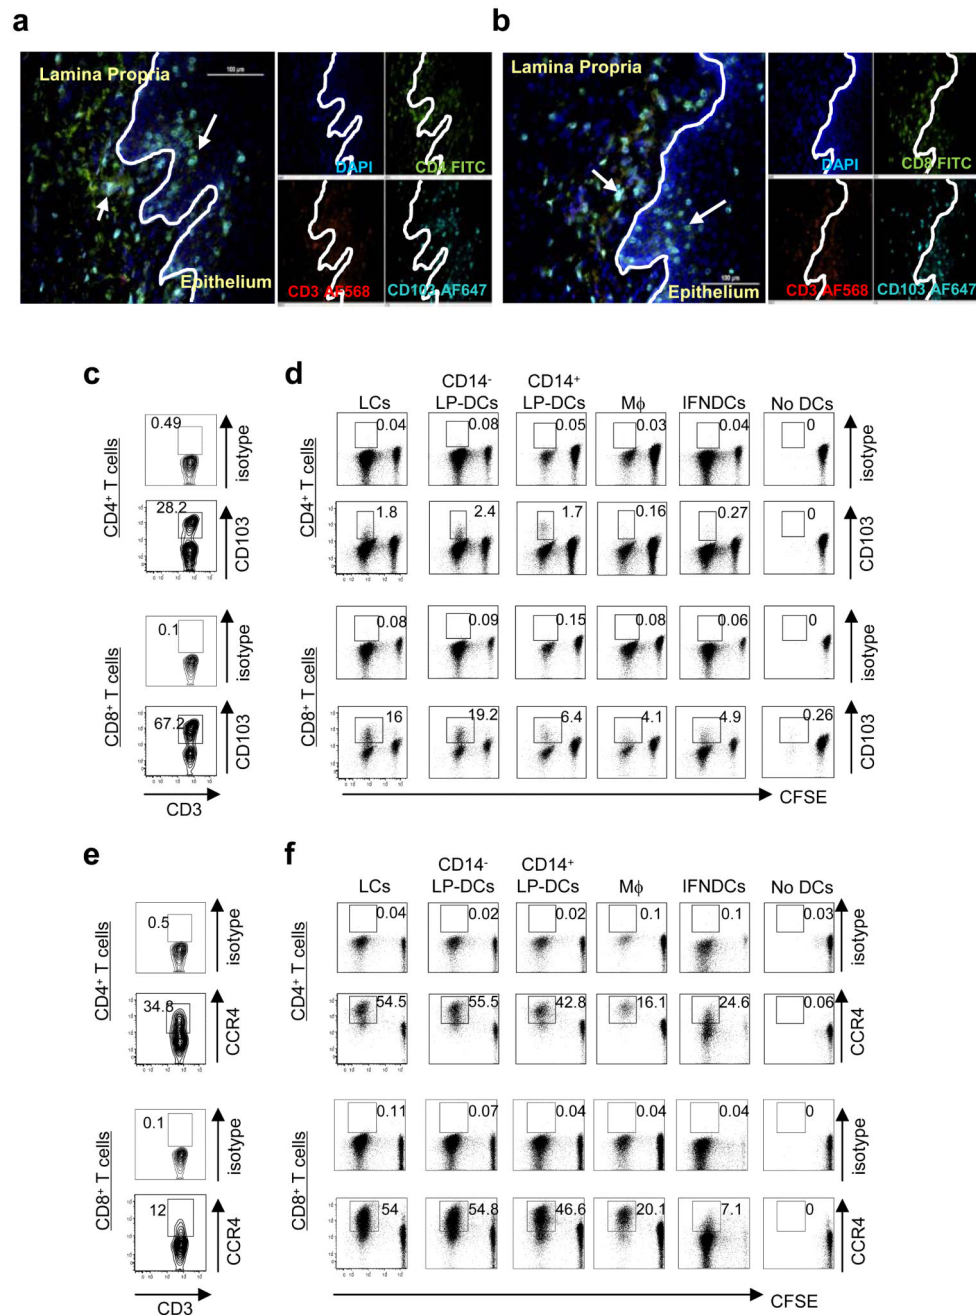 a
b
Lamina Propria
100 µm
Epithelium
DAPI
CD4 FITC
CD3 AF568
CD103 AF647
Lamina Propria
100 µm
Epithelium
DAPI
CD8 FITC
CD3 AF568
CD103 AF647
c
d
LCs
CD14-
LP-DCs
CD14+
LP-DCs
Mϕ
IFNDCs
No DCs
CD4+ T cells
0.49
isotype
0.04
0.08
0.05
0.03
0.04
0
isotype
28.2
CD103
1.8
2.4
1.7
0.16
0.27
0
CD103
CD8+ T cells
0.1
isotype
0.08
0.09
0.15
0.08
0.06
0
isotype
67.2
CD103
16
19.2
6.4
4.1
4.9
0.26
CD103
CD3
CFSE
e
f
LCs
CD14-
LP-DCs
CD14+
LP-DCs
Mϕ
IFNDCs
No DCs
CD4+ T cells
0.5
isotype
0.04
0.02
0.02
0.1
0.1
0.03
isotype
34.8
CCR4
54.5
55.5
42.8
16.1
24.6
0.06
CCR4
CD8+ T cells
0.1
isotype
0.11
0.07
0.04
0.04
0.04
0
isotype
12
CCR4
54
54.8
46.6
20.1
7.1
0
CCR4
CD3
CFSE